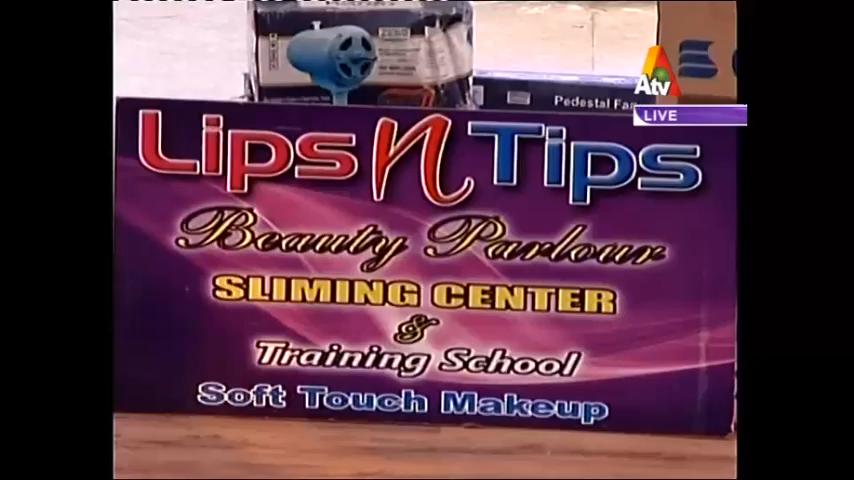 Atv
Pedestal Fan
LIVE
Lips n Tips
Beauty Parlour
SLIMING CENTER
&
Training School
Soft Touch Makeup